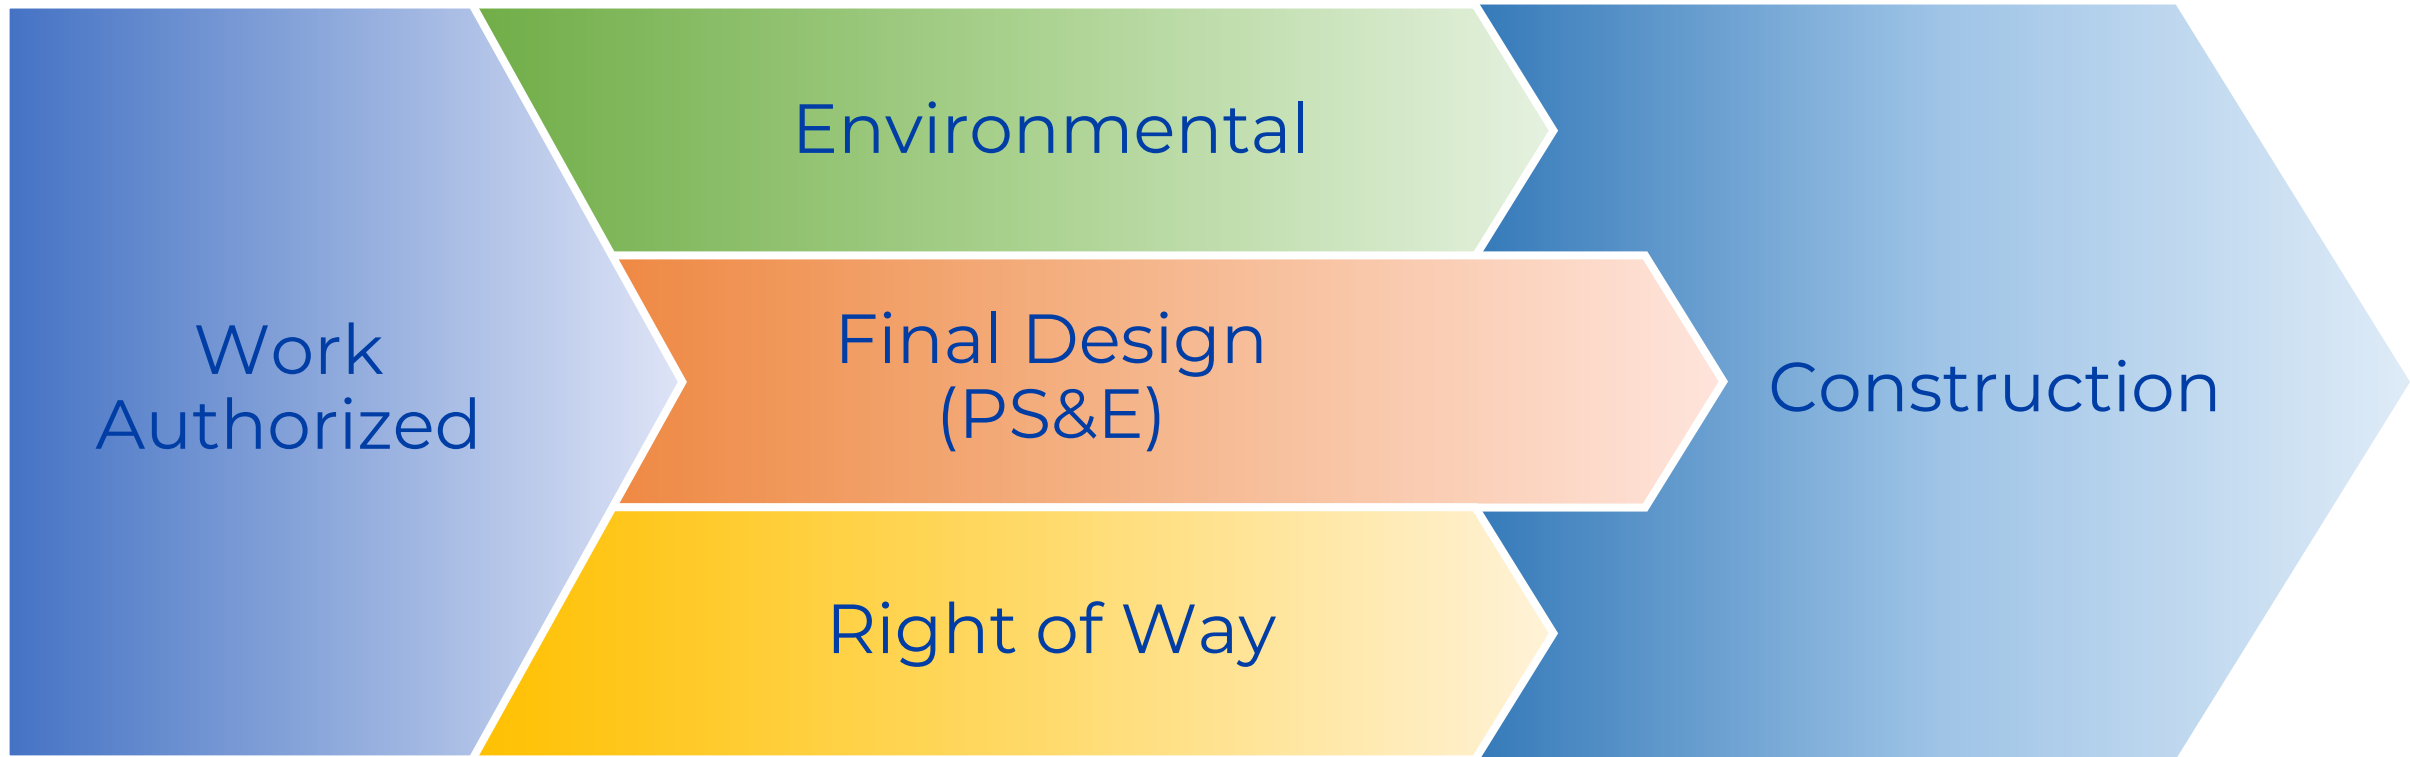 Work
Authorized
Environmental
Final Design
(PS&E)
Right of Way
Construction